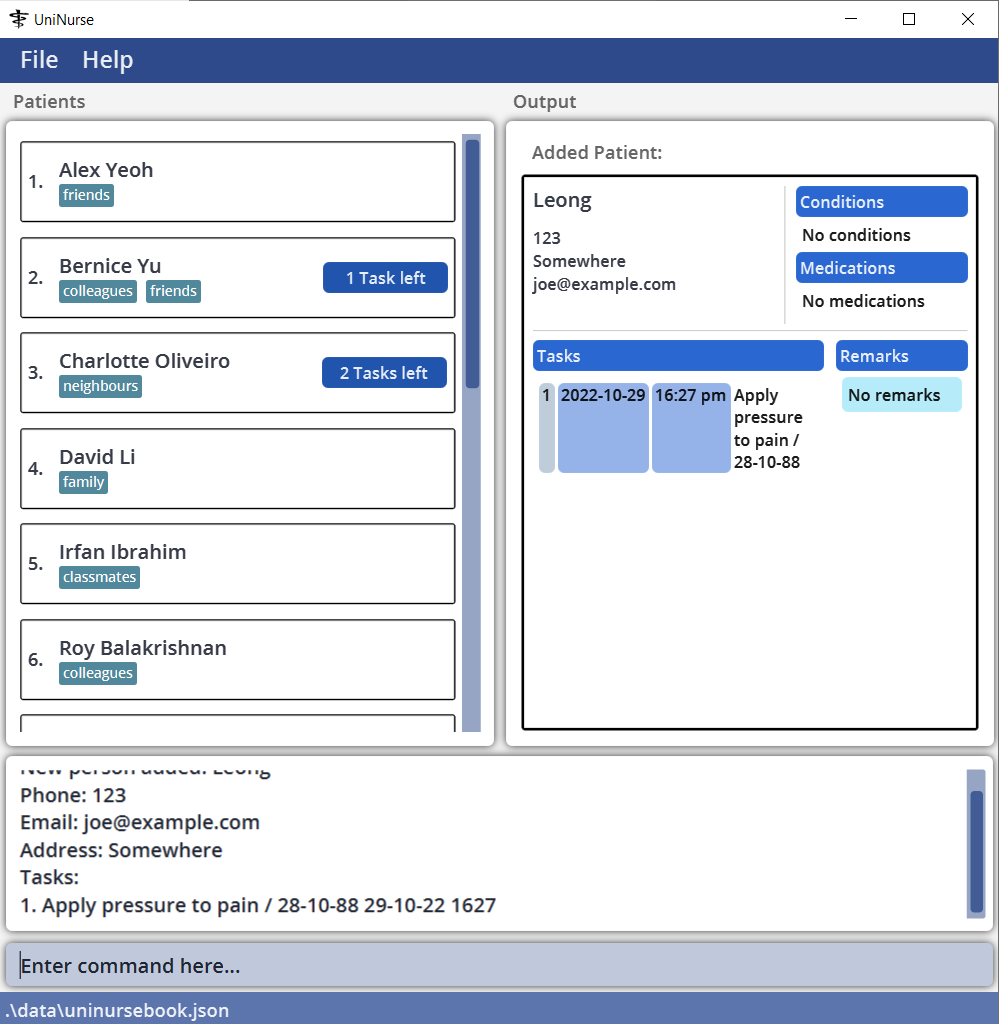 UniNurse
File Help
Patients
1.
Alex Yeoh
friends
2.
Bernice Yu
colleagues friends
1 Task left
3.
Charlotte Oliveiro
neighbours
2 Tasks left
4.
David Li
family
5.
Irfan Ibrahim
classmates
6.
Roy Balakrishnan
colleagues
Output
Added Patient:
Leong
123
Somewhere
joe@example.com
Conditions
No conditions
Medications
No medications
Tasks
1 2022-10-29 16:27 pm Apply
pressure
to pain /
28-10-88
Remarks
No remarks
New person added: Leong
Phone: 123
Email: joe@example.com
Address: Somewhere
Tasks:
1. Apply pressure to pain / 28-10-88 29-10-22 1627
Enter command here...
.\data\uninursebook.json